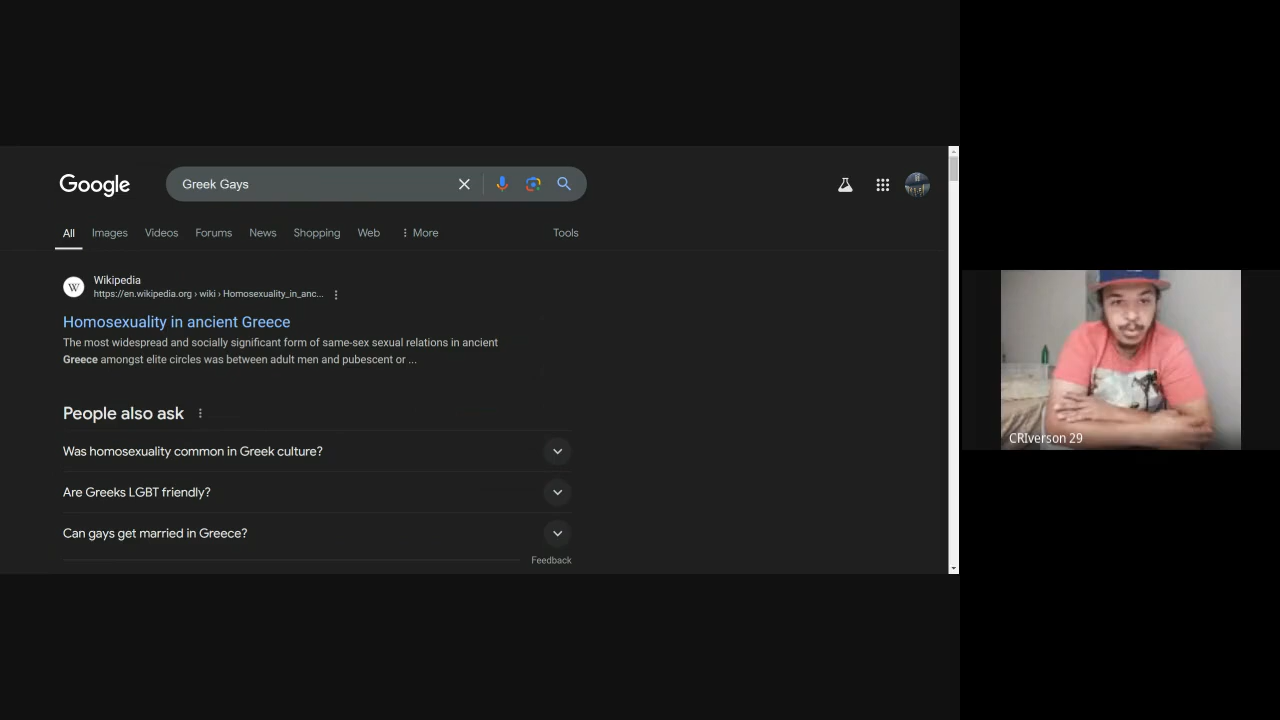 Google
Greek Gays
All Images Videos Forums News Shopping Web More Tools
W
Wikipedia
https://en.wikipedia.org › wiki › Homosexuality_in_anc...
Homosexuality in ancient Greece
The most widespread and socially significant form of same-sex sexual relations in ancient
Greece amongst elite circles was between adult men and pubescent or ...
People also ask
Was homosexuality common in Greek culture?
Are Greeks LGBT friendly?
Can gays get married in Greece?
Feedback
CRIverson 29